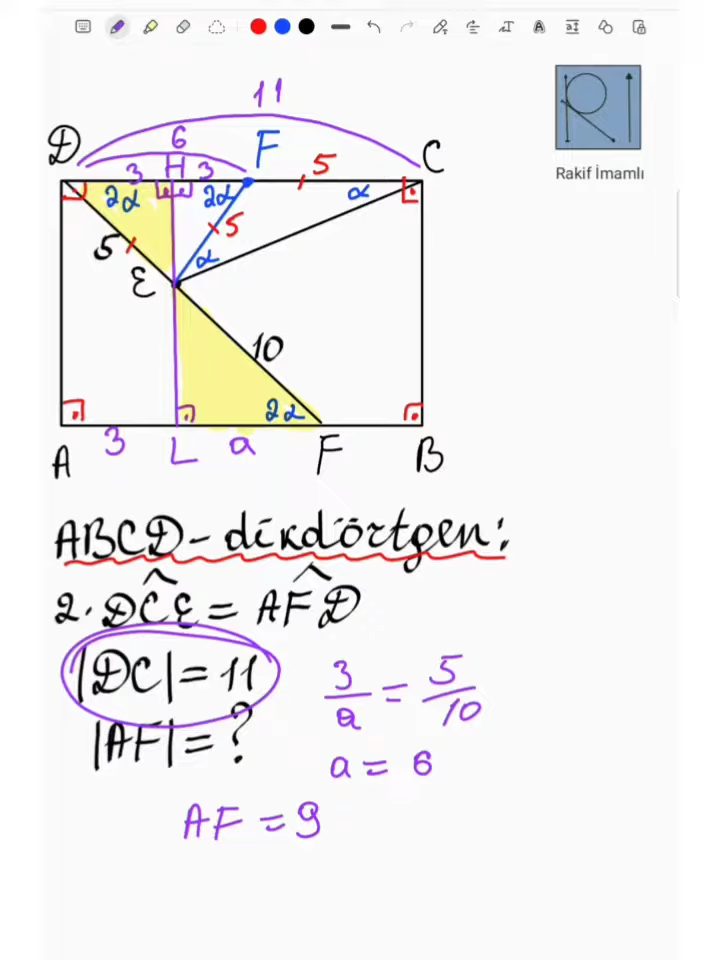 11
6
D
3
H
3
F
5
C
2α
2α
α
5
5
α
E
10
2α
3
a
A
L
F
B
Rakif İmamlı
ABCD-dikdörtgen:
2. DĈE = AF̂D
|DC| = 11
|AF| = ?
3/a = 5/10
a = 6
AF = 9